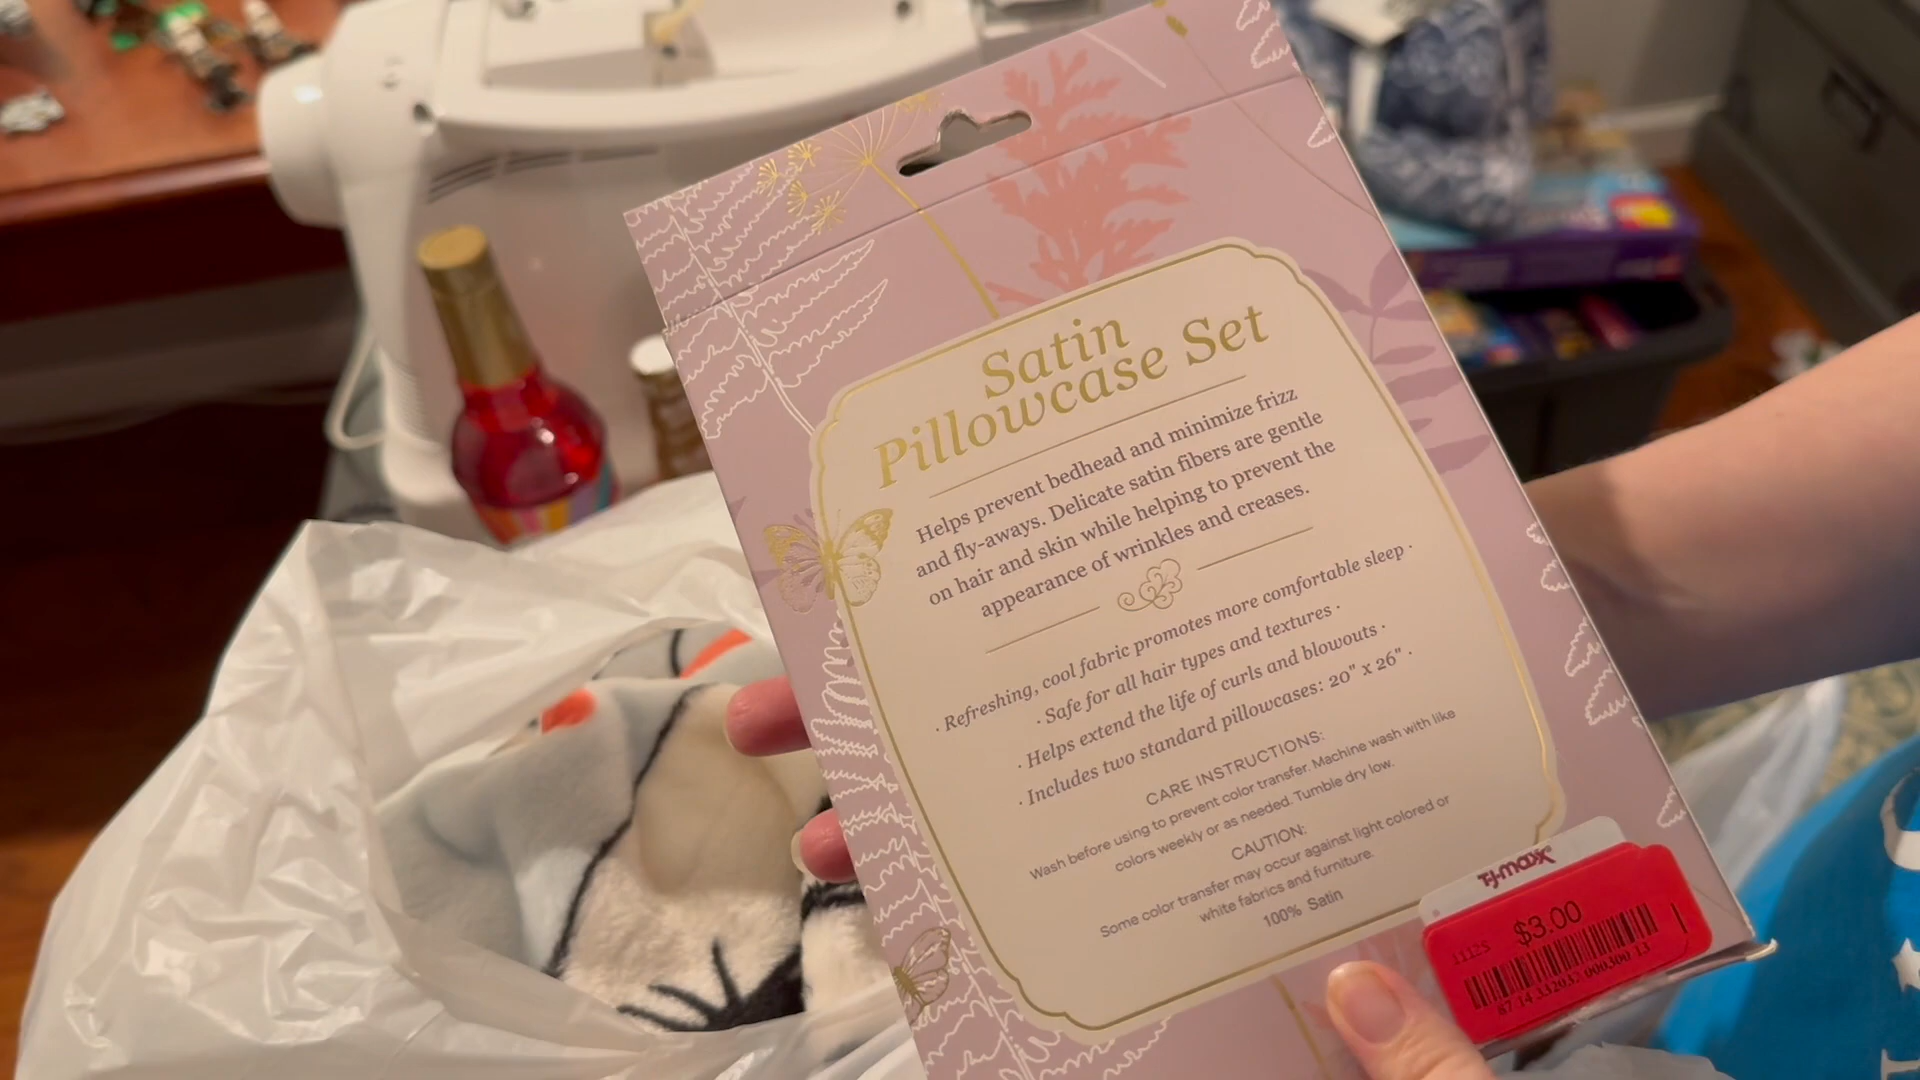 Satin
Pillowcase Set
Helps prevent bedhead and minimize frizz
and fly-aways. Delicate satin fibers are gentle
on hair and skin while helping to prevent the
appearance of wrinkles and creases.
· Refreshing, cool fabric promotes more comfortable sleep ·
· Safe for all hair types and textures ·
· Helps extend the life of curls and blowouts ·
· Includes two standard pillowcases: 20" x 26" ·
CARE INSTRUCTIONS:
Wash before using to prevent color transfer. Machine wash with like
colors weekly or as needed. Tumble dry low.
CAUTION:
Some color transfer may occur against light colored or
white fabrics and furniture.
100% Satin
T·J·maxx®
$3.00